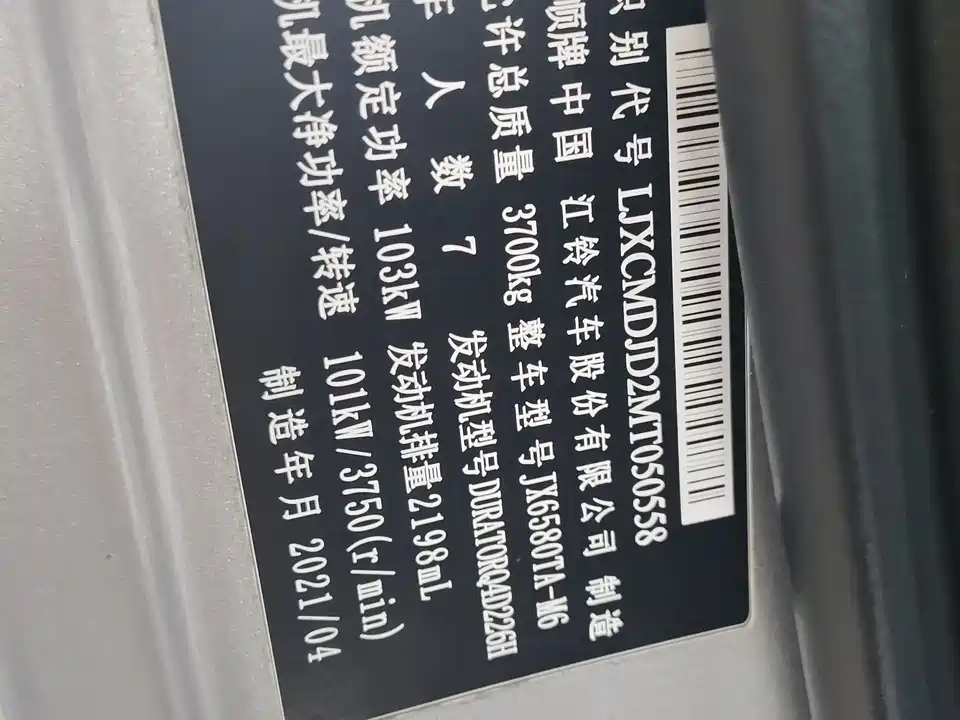 识别代号 LJXCMDJD2MT050558
顺牌 中国 江铃汽车股份有限公司 制造
许总质量 3700kg 整车型号 JX6580TA-M6
车人数 7 发动机型号 DURATORQ4D226H
机额定功率 103kW 发动机排量 2198mL
机最大净功率/转速 101kW/3750(r/min)
制造年月 2021/04